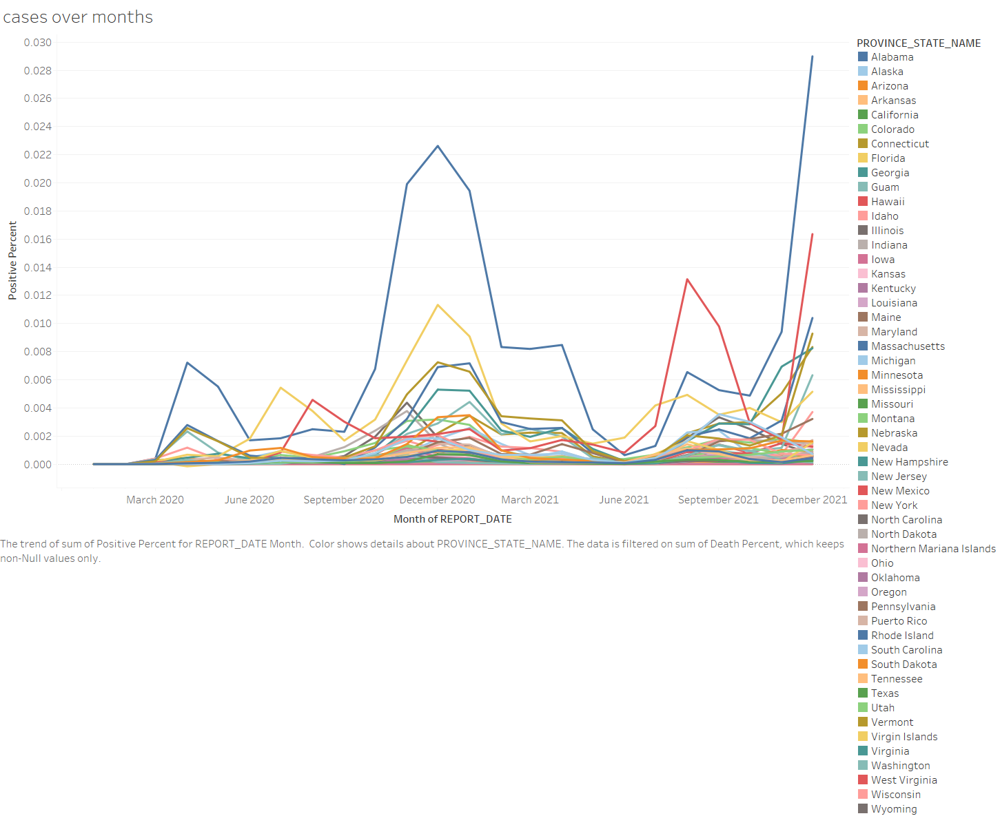 cases over months
PROVINCE_STATE_NAME
0.030
0.028
0.026
0.024
0.022
0.020
0.018
0.016
0.014
0.012
0.010
0.008
0.006
0.004
0.002
0.000
Positive Percent
March 2020
June 2020
September 2020
December 2020
March 2021
June 2021
September 2021
December 2021
Month of REPORT_DATE
The trend of sum of Positive Percent for REPORT_DATE Month.  Color shows details about PROVINCE_STATE_NAME. The data is filtered on sum of Death Percent, which keeps
non-Null values only.
Alabama
Alaska
Arizona
Arkansas
California
Colorado
Connecticut
Florida
Georgia
Guam
Hawaii
Idaho
Illinois
Indiana
Iowa
Kansas
Kentucky
Louisiana
Maine
Maryland
Massachusetts
Michigan
Minnesota
Mississippi
Missouri
Montana
Nebraska
Nevada
New Hampshire
New Jersey
New Mexico
New York
North Carolina
North Dakota
Northern Mariana Islands
Ohio
Oklahoma
Oregon
Pennsylvania
Puerto Rico
Rhode Island
South Carolina
South Dakota
Tennessee
Texas
Utah
Vermont
Virgin Islands
Virginia
Washington
West Virginia
Wisconsin
Wyoming